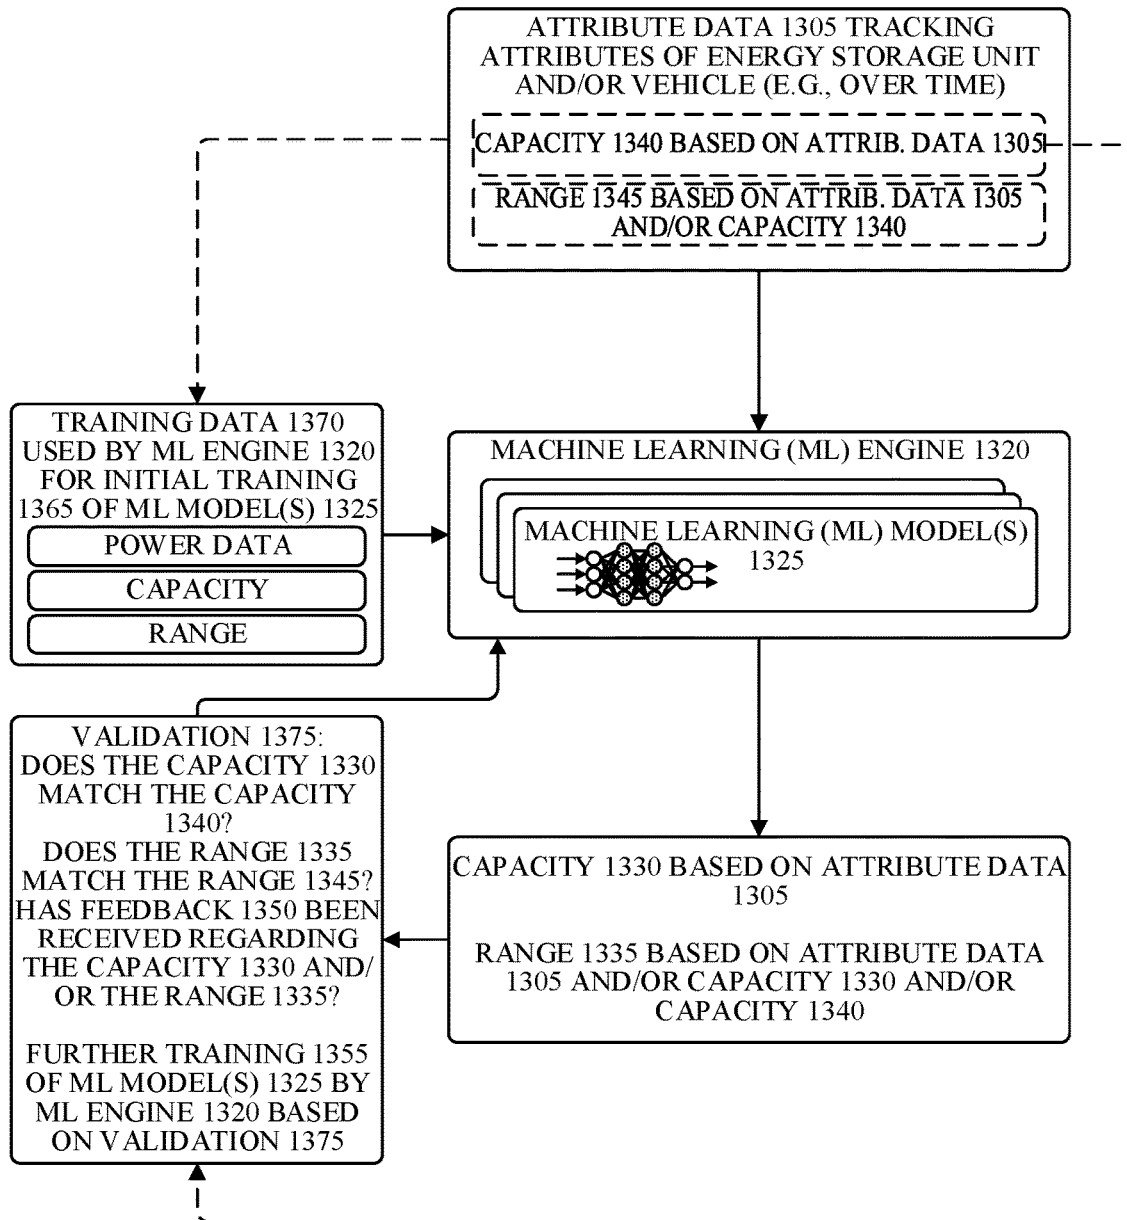 ATTRIBUTE DATA 1305 TRACKING
ATTRIBUTES OF ENERGY STORAGE UNIT
AND/OR VEHICLE (E.G., OVER TIME)
CAPACITY 1340 BASED ON ATTRIB. DATA 1305
RANGE 1345 BASED ON ATTRIB. DATA 1305
AND/OR CAPACITY 1340
TRAINING DATA 1370
USED BY ML ENGINE 1320
FOR INITIAL TRAINING
1365 OF ML MODEL(S) 1325
POWER DATA
CAPACITY
RANGE
MACHINE LEARNING (ML) ENGINE 1320
MACHINE LEARNING (ML) MODEL(S)
1325
VALIDATION 1375:
DOES THE CAPACITY 1330
MATCH THE CAPACITY
1340?
DOES THE RANGE 1335
MATCH THE RANGE 1345?
HAS FEEDBACK 1350 BEEN
RECEIVED REGARDING
THE CAPACITY 1330 AND/
OR THE RANGE 1335?
FURTHER TRAINING 1355
OF ML MODEL(S) 1325 BY
ML ENGINE 1320 BASED
ON VALIDATION 1375
CAPACITY 1330 BASED ON ATTRIBUTE DATA
1305
RANGE 1335 BASED ON ATTRIBUTE DATA
1305 AND/OR CAPACITY 1330 AND/OR
CAPACITY 1340